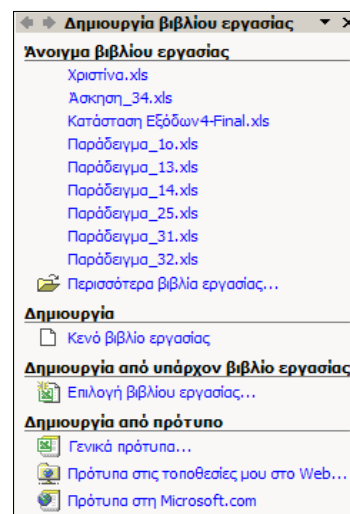 Δημιουργία βιβλίου εργασίας
Άνοιγμα βιβλίου εργασίας
Χριστίνα.xls
Άσκηση_34.xls
Κατάσταση Εξόδων4-Final.xls
Παράδειγμα_1ο.xls
Παράδειγμα_13.xls
Παράδειγμα_14.xls
Παράδειγμα_25.xls
Παράδειγμα_31.xls
Παράδειγμα_32.xls
Περισσότερα βιβλία εργασίας...
Δημιουργία
Κενό βιβλίο εργασίας
Δημιουργία από υπάρχον βιβλίο εργασίας
Επιλογή βιβλίου εργασίας...
Δημιουργία από πρότυπο
Γενικά πρότυπα...
Πρότυπα στις τοποθεσίες μου στο Web...
Πρότυπα στη Microsoft.com